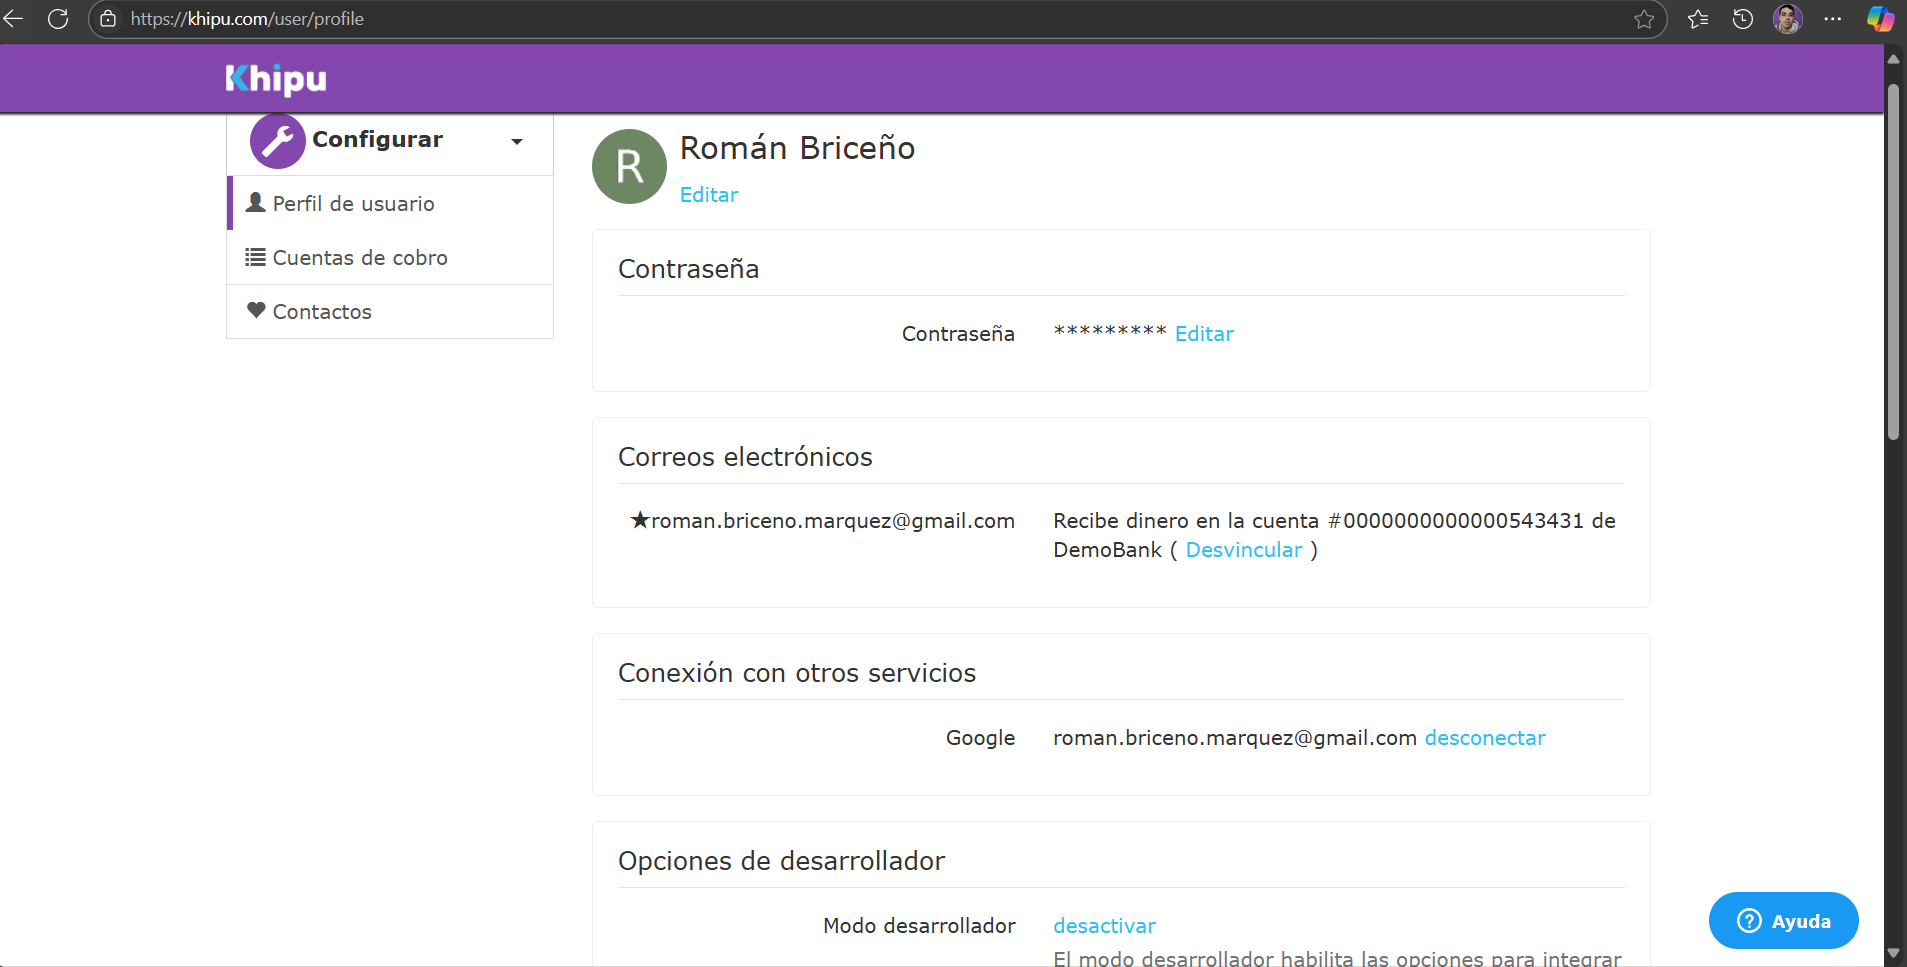 https://khipu.com/user/profile
Khipu
Configurar
Perfil de usuario
Cuentas de cobro
Contactos
Román Briceño
Editar
Contraseña
Contraseña ********* Editar
Correos electrónicos
★roman.briceno.marquez@gmail.com Recibe dinero en la cuenta #0000000000000543431 de
DemoBank ( Desvincular )
Conexión con otros servicios
Google roman.briceno.marquez@gmail.com desconectar
Opciones de desarrollador
Modo desarrollador desactivar
El modo desarrollador habilita las opciones para integrar
R
Ayuda